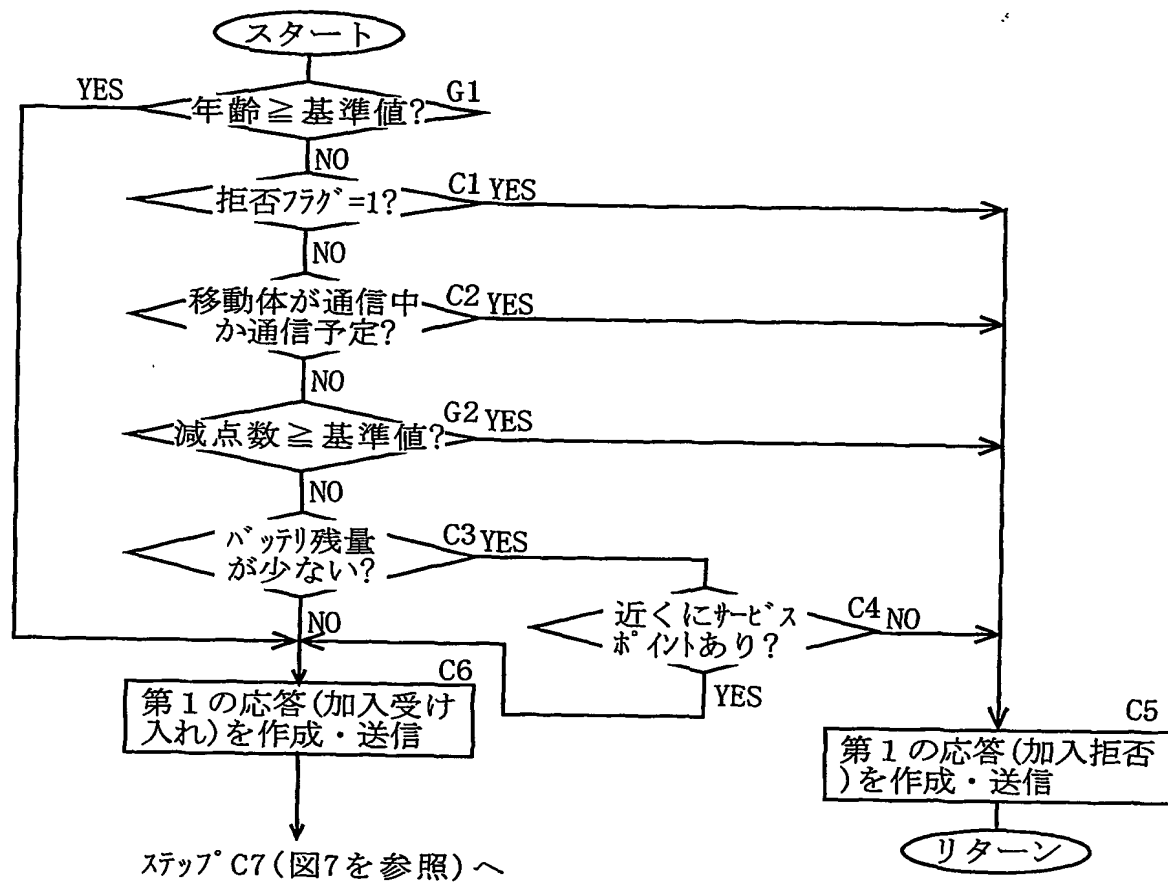 スタート
YES
年齢≧基準値?
G1
NO
拒否フラグ=1?
C1 YES
NO
移動体が通信中
か通信予定?
C2 YES
NO
減点数≧基準値?
G2 YES
NO
バッテリ残量
が少ない?
C3 YES
NO
近くにサービス
ポイントあり?
C4 NO
YES
C6
第1の応答(加入受け
入れ)を作成・送信
C5
第1の応答(加入拒否
)を作成・送信
ステップC7(図7を参照)へ
リターン